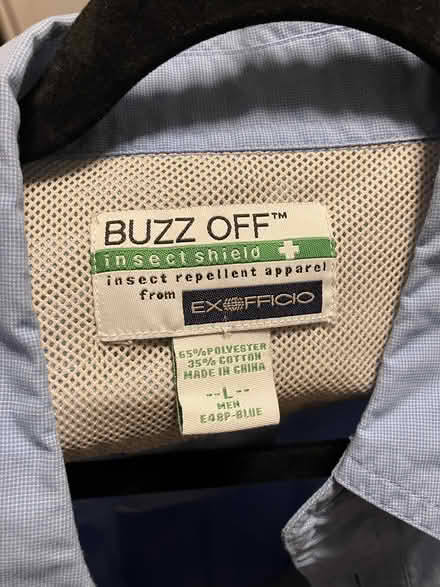 BUZZ OFF™
insect shield
insect repellent apparel
from EXOFFICIO
65% POLYESTER
35% COTTON
MADE IN CHINA
--L--
MEN
E48P-BLUE